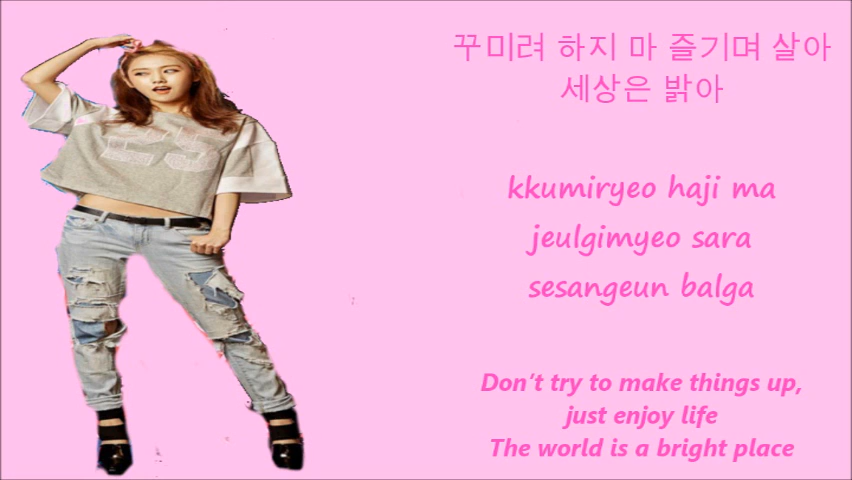 꾸미려 하지 마 즐기며 살아
세상은 밝아
kkumiryeo haji ma
jeulgimyeo sara
sesangeun balga
Don't try to make things up,
just enjoy life
The world is a bright place